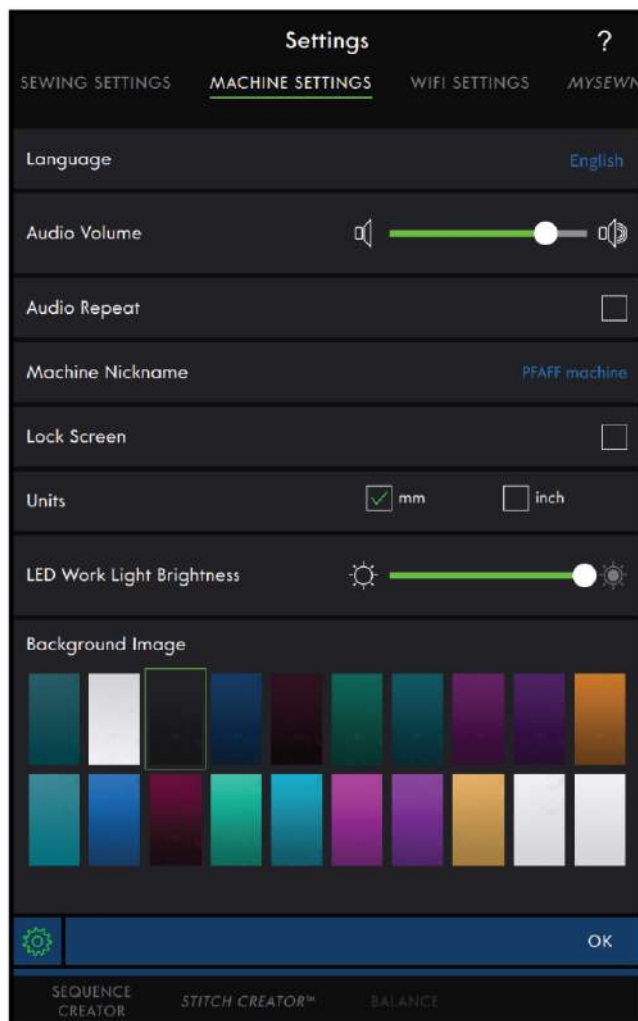 Settings ?
SEWING SETTINGS MACHINE SETTINGS WIFI SETTINGS MYSEWN
Language English
Audio Volume
Audio Repeat
Machine Nickname PFAFF machine
Lock Screen
Units mm inch
LED Work Light Brightness
Background Image
OK
SEQUENCE
CREATOR STITCH CREATOR™ BALANCE